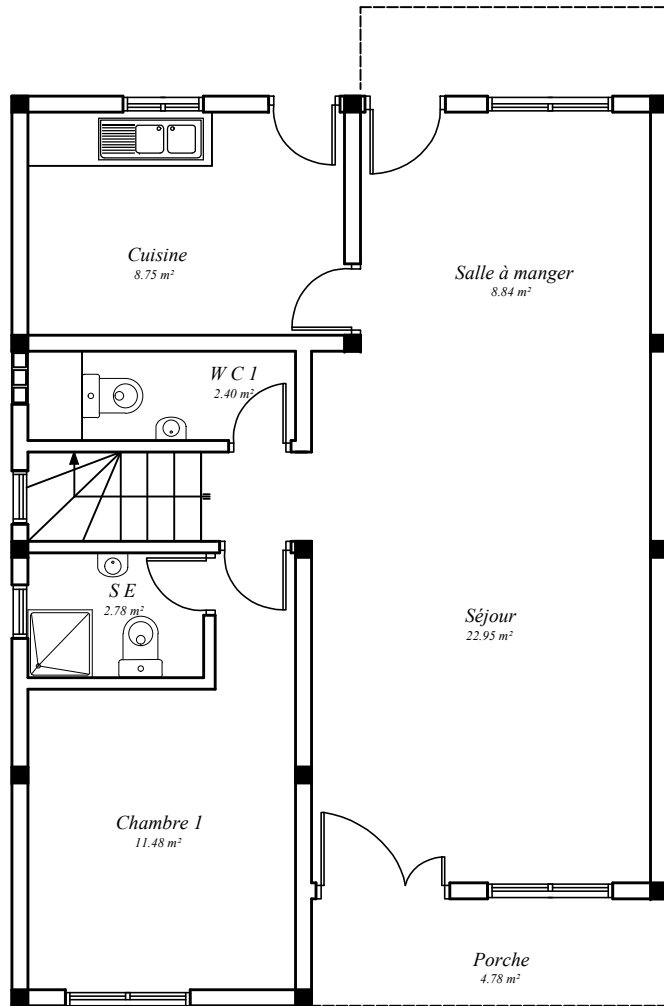 Cuisine
8.75 m²
Salle à manger
8.84 m²
W C 1
2.40 m²
S E
2.78 m²
Séjour
22.95 m²
Chambre 1
11.48 m²
Porche
4.78 m²